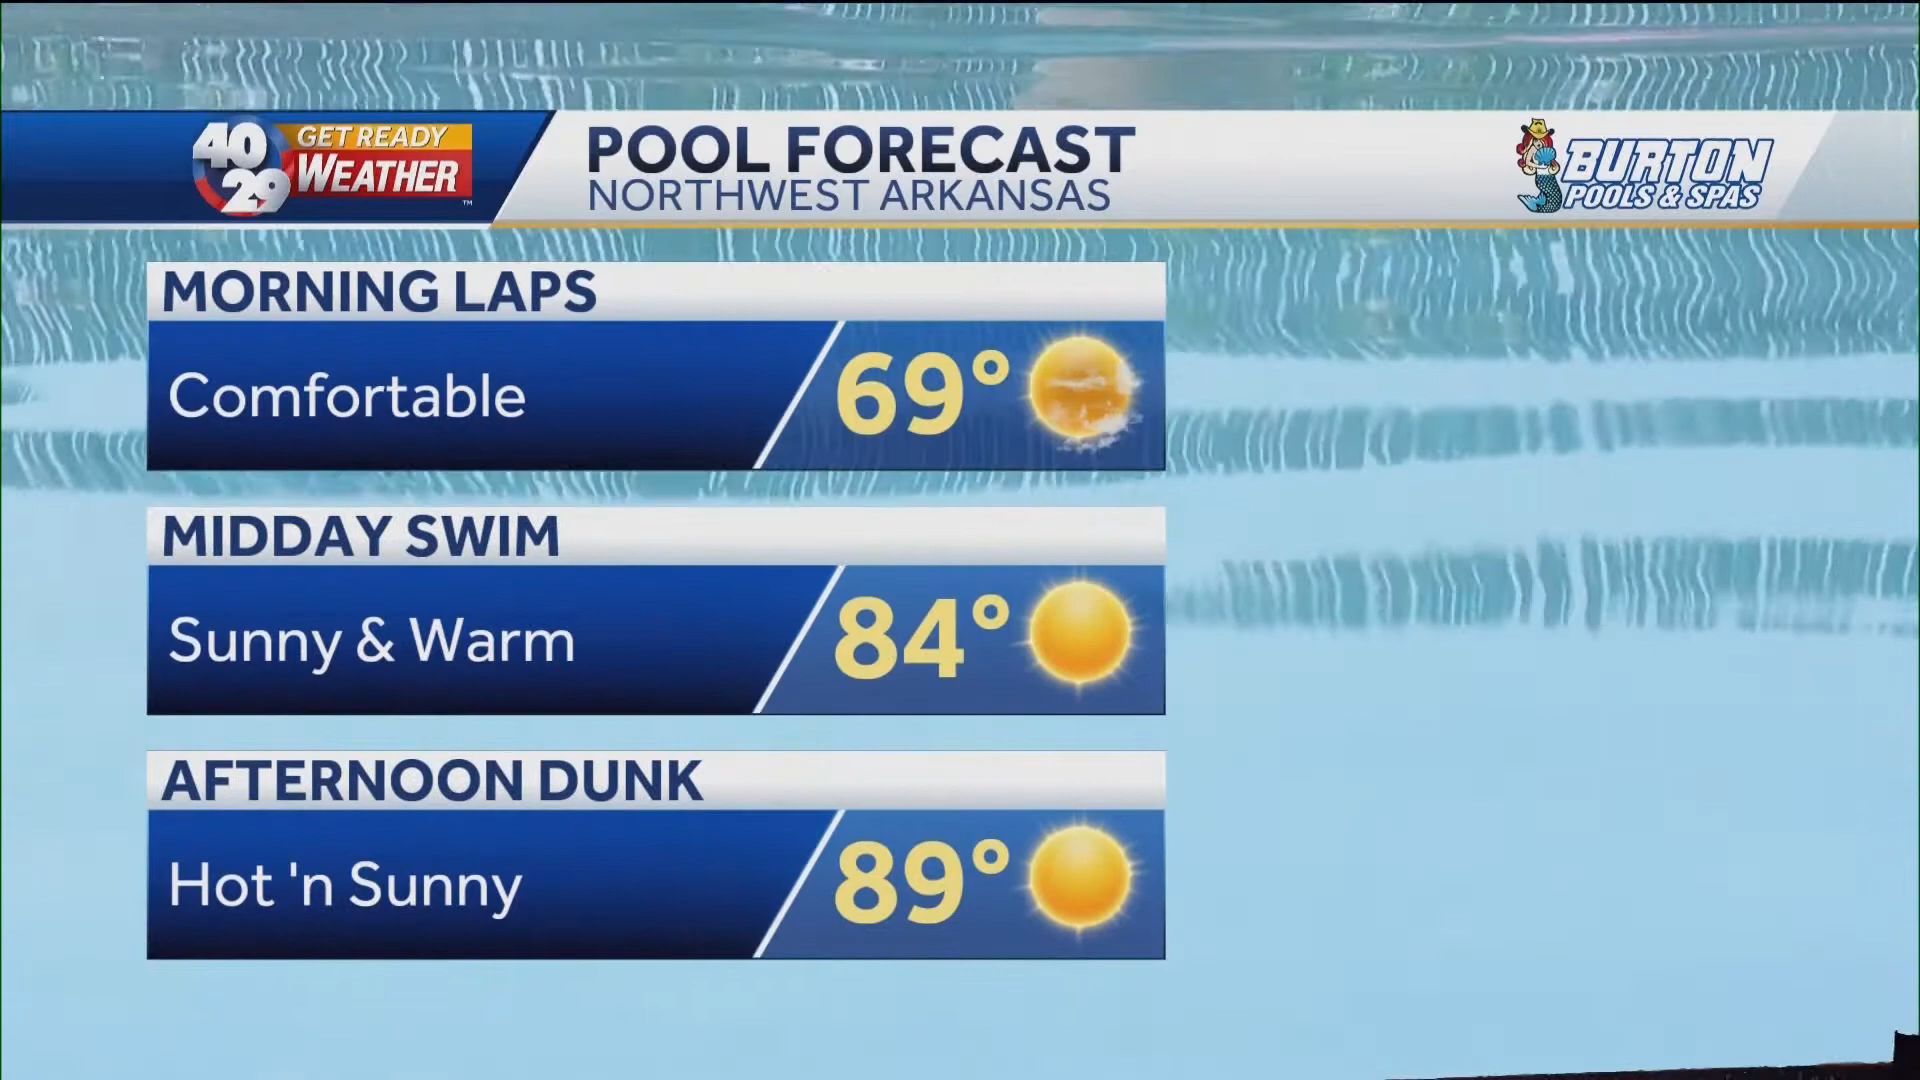 40
29
GET READY
WEATHER™
POOL FORECAST
NORTHWEST ARKANSAS
BURTON
POOLS & SPAS
MORNING LAPS
Comfortable
69°
MIDDAY SWIM
Sunny & Warm
84°
AFTERNOON DUNK
Hot 'n Sunny
89°